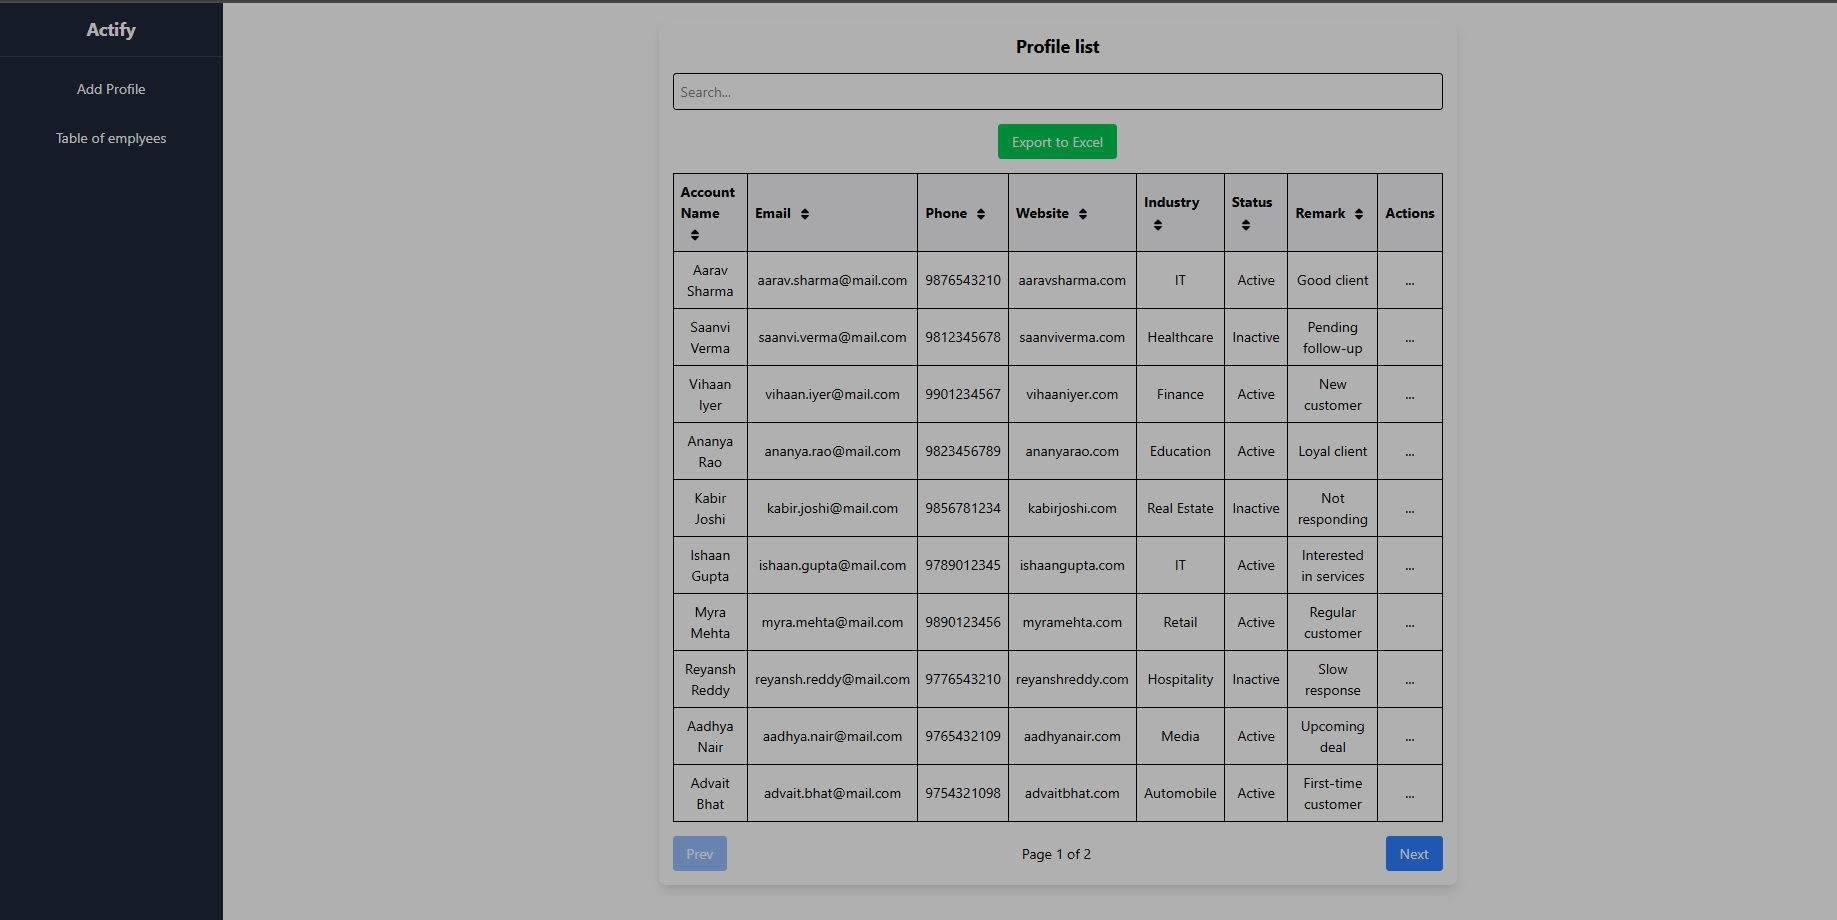 Actify
Add Profile
Table of emplyees
Profile list
Search...
Export to Excel
Account Name Email Phone Website Industry Status Remark Actions
Aarav Sharma aarav.sharma@mail.com 9876543210 aaravsharma.com IT Active Good client ...
Saanvi Verma saanvi.verma@mail.com 9812345678 saanviverma.com Healthcare Inactive Pending follow-up ...
Vihaan Iyer vihaan.iyer@mail.com 9901234567 vihaaniyer.com Finance Active New customer ...
Ananya Rao ananya.rao@mail.com 9823456789 ananyarao.com Education Active Loyal client ...
Kabir Joshi kabir.joshi@mail.com 9856781234 kabirjoshi.com Real Estate Inactive Not responding ...
Ishaan Gupta ishaan.gupta@mail.com 9789012345 ishaangupta.com IT Active Interested in services ...
Myra Mehta myra.mehta@mail.com 9890123456 myramehta.com Retail Active Regular customer ...
Reyansh Reddy reyansh.reddy@mail.com 9776543210 reyanshreddy.com Hospitality Inactive Slow response ...
Aadhya Nair aadhya.nair@mail.com 9765432109 aadhyanair.com Media Active Upcoming deal ...
Advait Bhat advait.bhat@mail.com 9754321098 advaitbhat.com Automobile Active First-time customer ...
Prev Page 1 of 2 Next